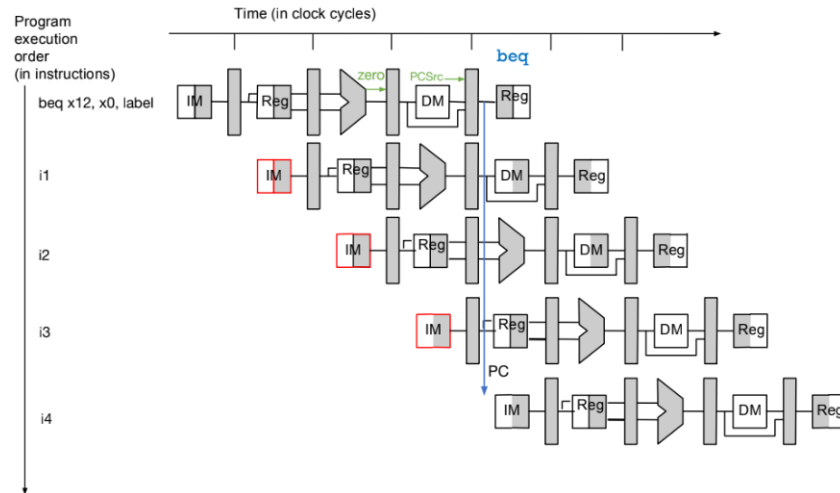 Time (in clock cycles)
Program
execution
order
(in instructions)
beq
zero
PCSrc
beq x12, x0, label
IM
Reg
DM
Reg
i1
IM
Reg
DM
Reg
i2
IM
Reg
DM
Reg
i3
IM
Reg
DM
Reg
PC
i4
IM
Reg
DM
Reg